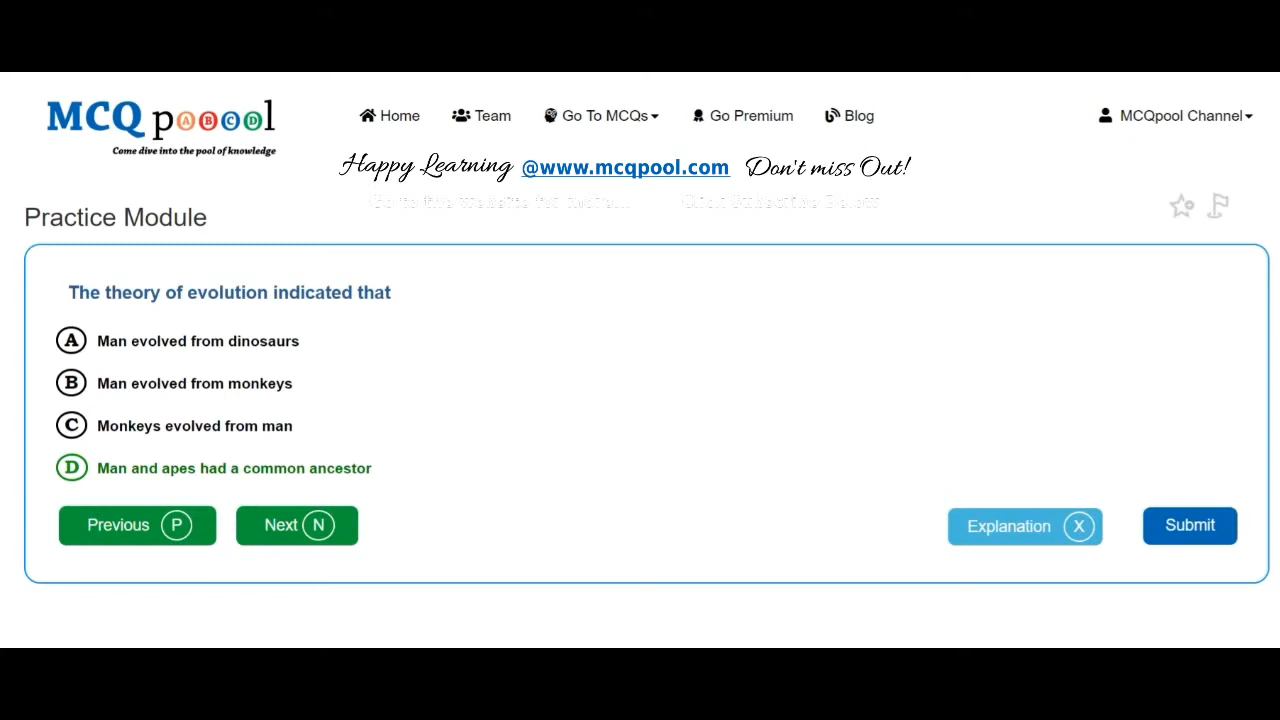 MCQ pooool
Come dive into the pool of knowledge
Home Team Go To MCQs Go Premium Blog MCQpool Channel
Happy Learning @www.mcqpool.com Don't miss Out!
Practice Module
The theory of evolution indicated that
A Man evolved from dinosaurs
B Man evolved from monkeys
C Monkeys evolved from man
D Man and apes had a common ancestor
Previous P Next N Explanation X Submit